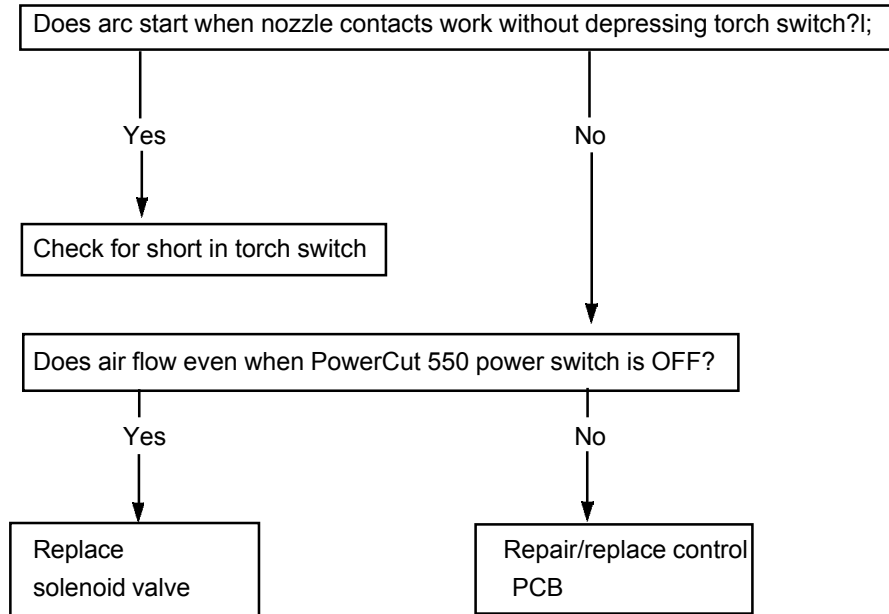 Does arc start when nozzle contacts work without depressing torch switch?l;
Yes
No
Check for short in torch switch
Does air flow even when PowerCut 550 power switch is OFF?
Yes
No
Replace
solenoid valve
Repair/replace control
PCB